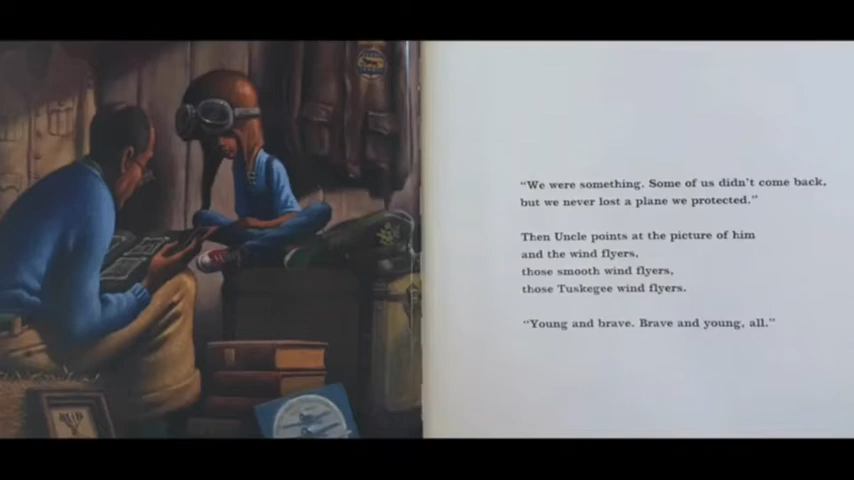 "We were something. Some of us didn't come back,
but we never lost a plane we protected."
Then Uncle points at the picture of him
and the wind flyers,
those smooth wind flyers,
those Tuskegee wind flyers.
"Young and brave. Brave and young, all."